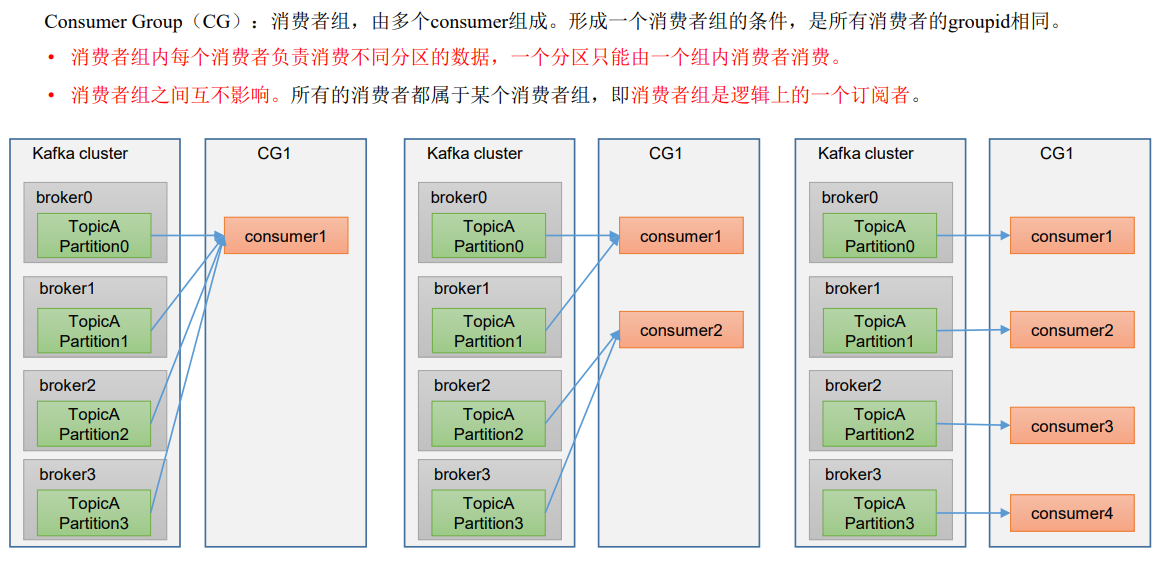 Consumer Group（CG）：消费者组，由多个consumer组成。形成一个消费者组的条件，是所有消费者的groupid相同。
• 消费者组内每个消费者负责消费不同分区的数据，一个分区只能由一个组内消费者消费。
• 消费者组之间互不影响。所有的消费者都属于某个消费者组，即消费者组是逻辑上的一个订阅者。
Kafka cluster
broker0
TopicA
Partition0
broker1
TopicA
Partition1
broker2
TopicA
Partition2
broker3
TopicA
Partition3
CG1
consumer1
Kafka cluster
broker0
TopicA
Partition0
broker1
TopicA
Partition1
broker2
TopicA
Partition2
broker3
TopicA
Partition3
CG1
consumer1
consumer2
Kafka cluster
broker0
TopicA
Partition0
broker1
TopicA
Partition1
broker2
TopicA
Partition2
broker3
TopicA
Partition3
CG1
consumer1
consumer2
consumer3
consumer4